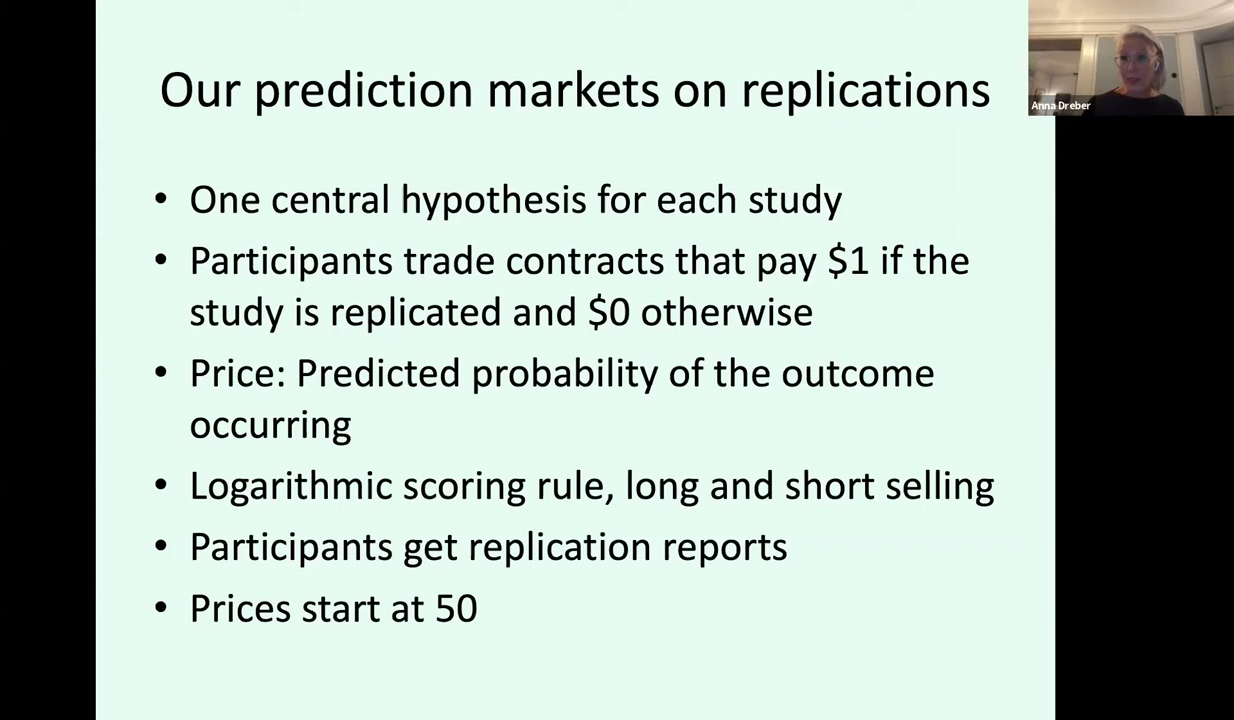 Our prediction markets on replications
Anna Dreber
• One central hypothesis for each study
• Participants trade contracts that pay $1 if the
study is replicated and $0 otherwise
• Price: Predicted probability of the outcome
occurring
• Logarithmic scoring rule, long and short selling
• Participants get replication reports
• Prices start at 50